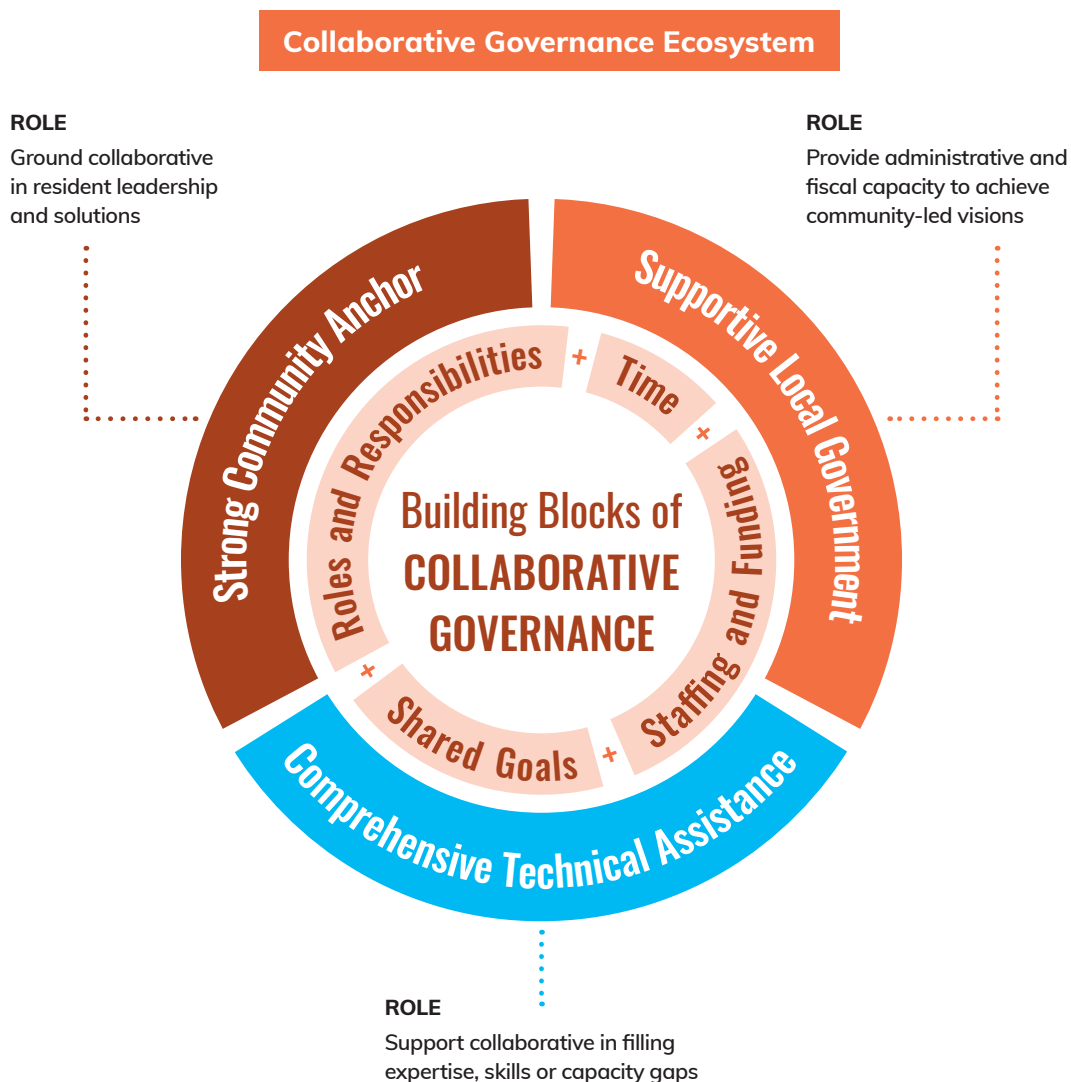 Collaborative Governance Ecosystem
ROLE
Ground collaborative
in resident leadership
and solutions
ROLE
Provide administrative and
fiscal capacity to achieve
community-led visions
Strong Community Anchor
Supportive Local Government
Roles and Responsibilities
+
Time
+
Staffing and Funding
+
Shared Goals
+
Building Blocks of
COLLABORATIVE
GOVERNANCE
Comprehensive Technical Assistance
ROLE
Support collaborative in filling
expertise, skills or capacity gaps